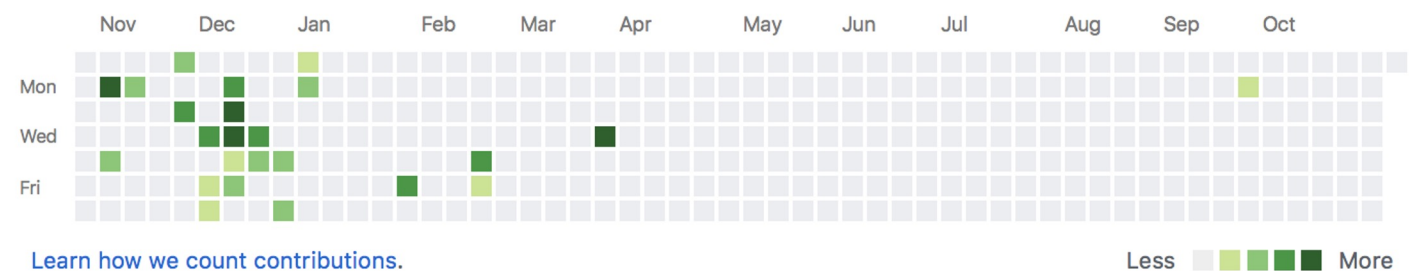 Nov Dec Jan Feb Mar Apr May Jun Jul Aug Sep Oct
Mon
Wed
Fri
Learn how we count contributions. Less More